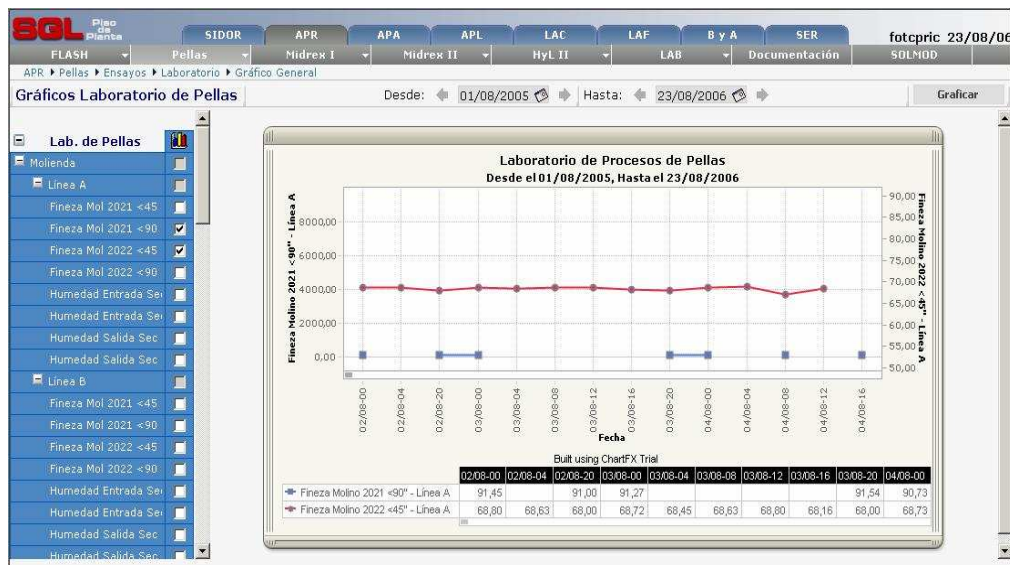 SGL Piso de Planta
SIDOR APR APA APL LAC LAF B y A SER fotcpric 23/08/06
FLASH Pellas Midrex I Midrex II HyL II LAB Documentación SOLMOD
APR Pellas Ensayos Laboratorio Gráfico General
Gráficos Laboratorio de Pellas Desde: 01/08/2005 Hasta: 23/08/2006 Graficar
Lab. de Pellas
Molienda
Línea A
Fineza Mol 2021 <45
Fineza Mol 2021 <90
Fineza Mol 2022 <45
Fineza Mol 2022 <90
Humedad Entrada Se
Humedad Entrada Se
Humedad Salida Sec
Humedad Salida Sec
Línea B
Fineza Mol 2021 <45
Fineza Mol 2021 <90
Fineza Mol 2022 <45
Fineza Mol 2022 <90
Humedad Entrada Se
Humedad Entrada Se
Humedad Salida Sec
Humedad Salida Sec
Laboratorio de Procesos de Pellas
Desde el 01/08/2005, Hasta el 23/08/2006
Fineza Molino 2021 <90" - Línea A
8000,00
6000,00
4000,00
2000,00
0,00
90,00
85,00
80,00
75,00
70,00
65,00
60,00
55,00
50,00
Fineza Molino 2022 <45" - Línea A
02/08-00 02/08-04 02/08-20 03/08-00 03/08-04 03/08-08 03/08-12 03/08-16 02/08-20 04/08-00 04/08-04 04/08-08 04/08-12 04/08-16
Fecha
Built using ChartFX Trial
02/08-00 02/08-04 02/08-20 03/08-00 03/08-04 03/08-08 03/08-12 03/08-16 03/08-20 04/08-00
Fineza Molino 2021 <90" - Línea A 91,45 91,00 91,27 91,54 90,73
Fineza Molino 2022 <45" - Línea A 68,80 68,63 68,00 68,72 68,45 68,63 68,80 68,16 68,00 68,73